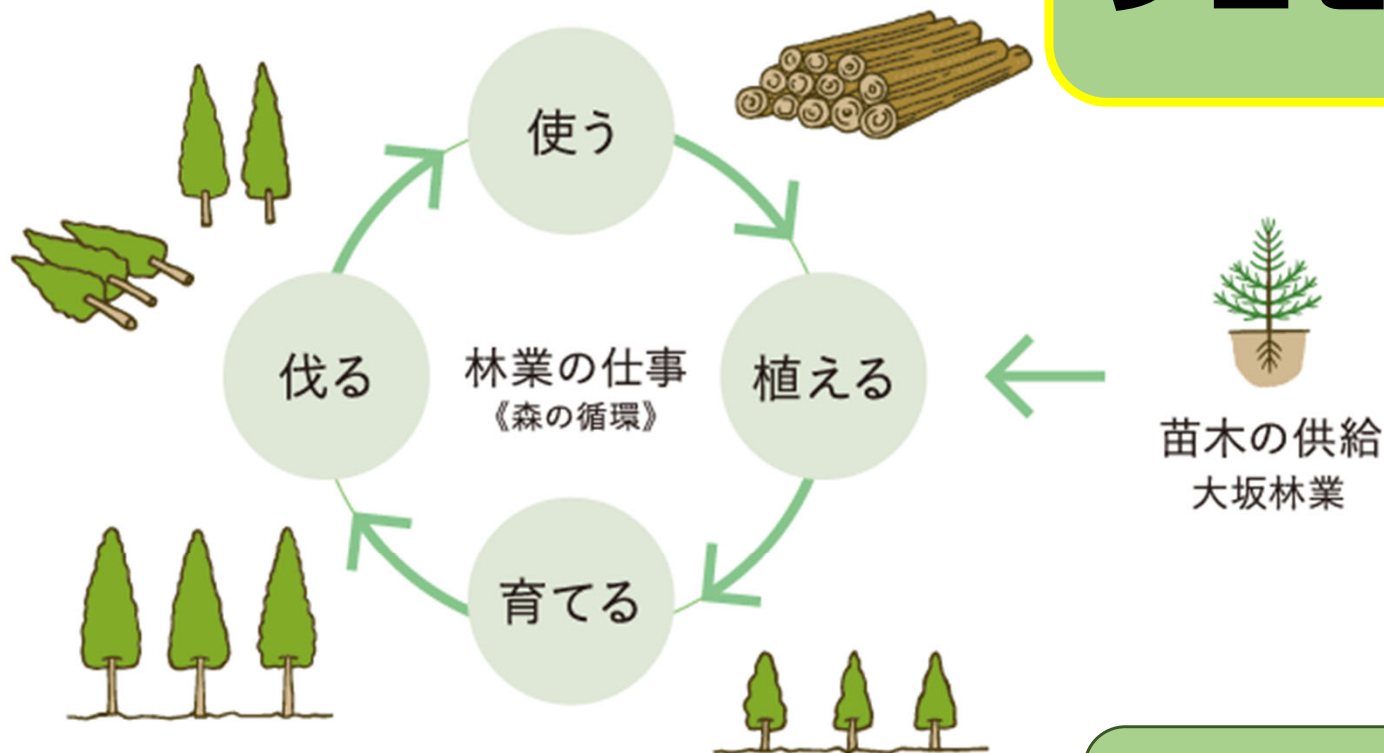 使う
伐る
林業の仕事
《森の循環》
植える
育てる
苗木の供給
大坂林業